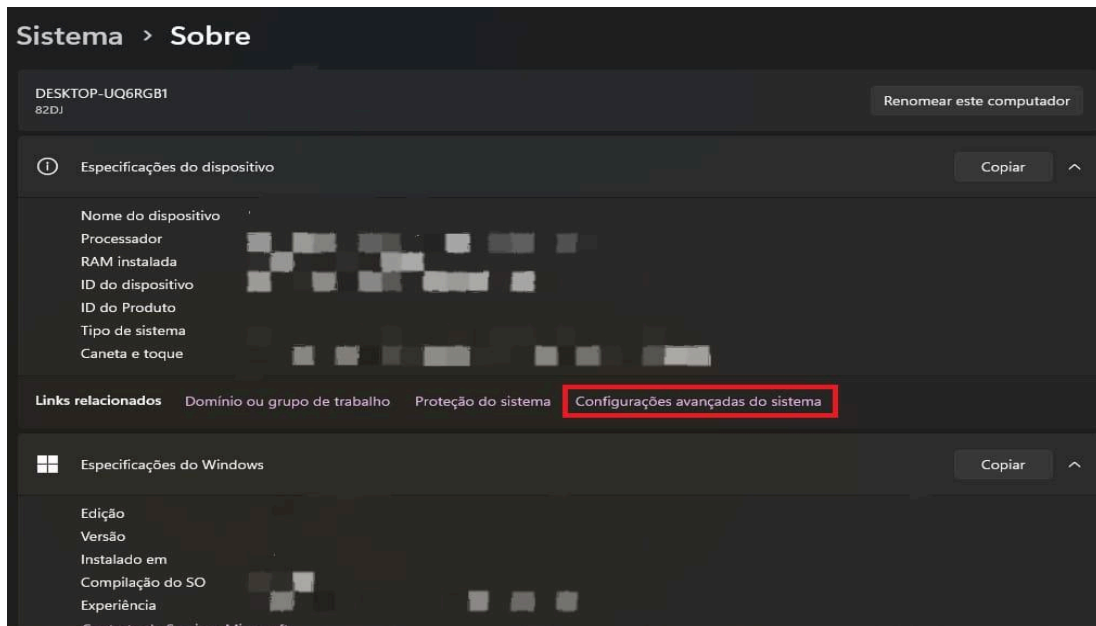 Sistema > Sobre
DESKTOP-UQ6RGB1
82DJ
Renomear este computador
Especificações do dispositivo
Copiar
Nome do dispositivo
Processador
RAM instalada
ID do dispositivo
ID do Produto
Tipo de sistema
Caneta e toque
Links relacionados Domínio ou grupo de trabalho Proteção do sistema Configurações avançadas do sistema
Especificações do Windows
Copiar
Edição
Versão
Instalado em
Compilação do SO
Experiência